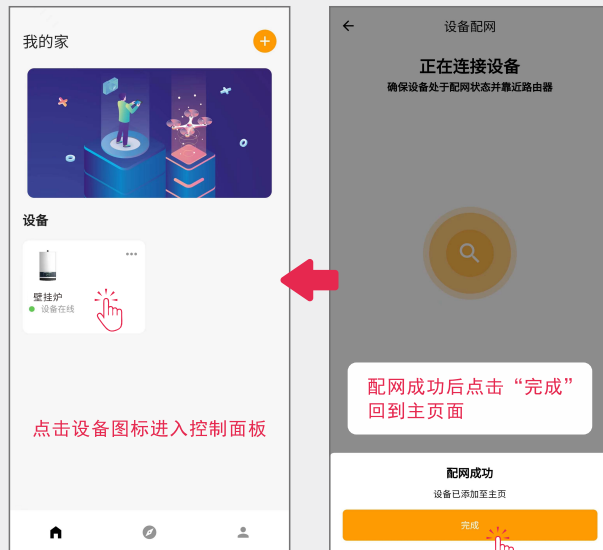 我的家
设备
壁挂炉
设备在线
点击设备图标进入控制面板
设备配网
正在连接设备
确保设备处于配网状态并靠近路由器
配网成功后点击“完成”
回到主页面
配网成功
设备已添加至主页
完成